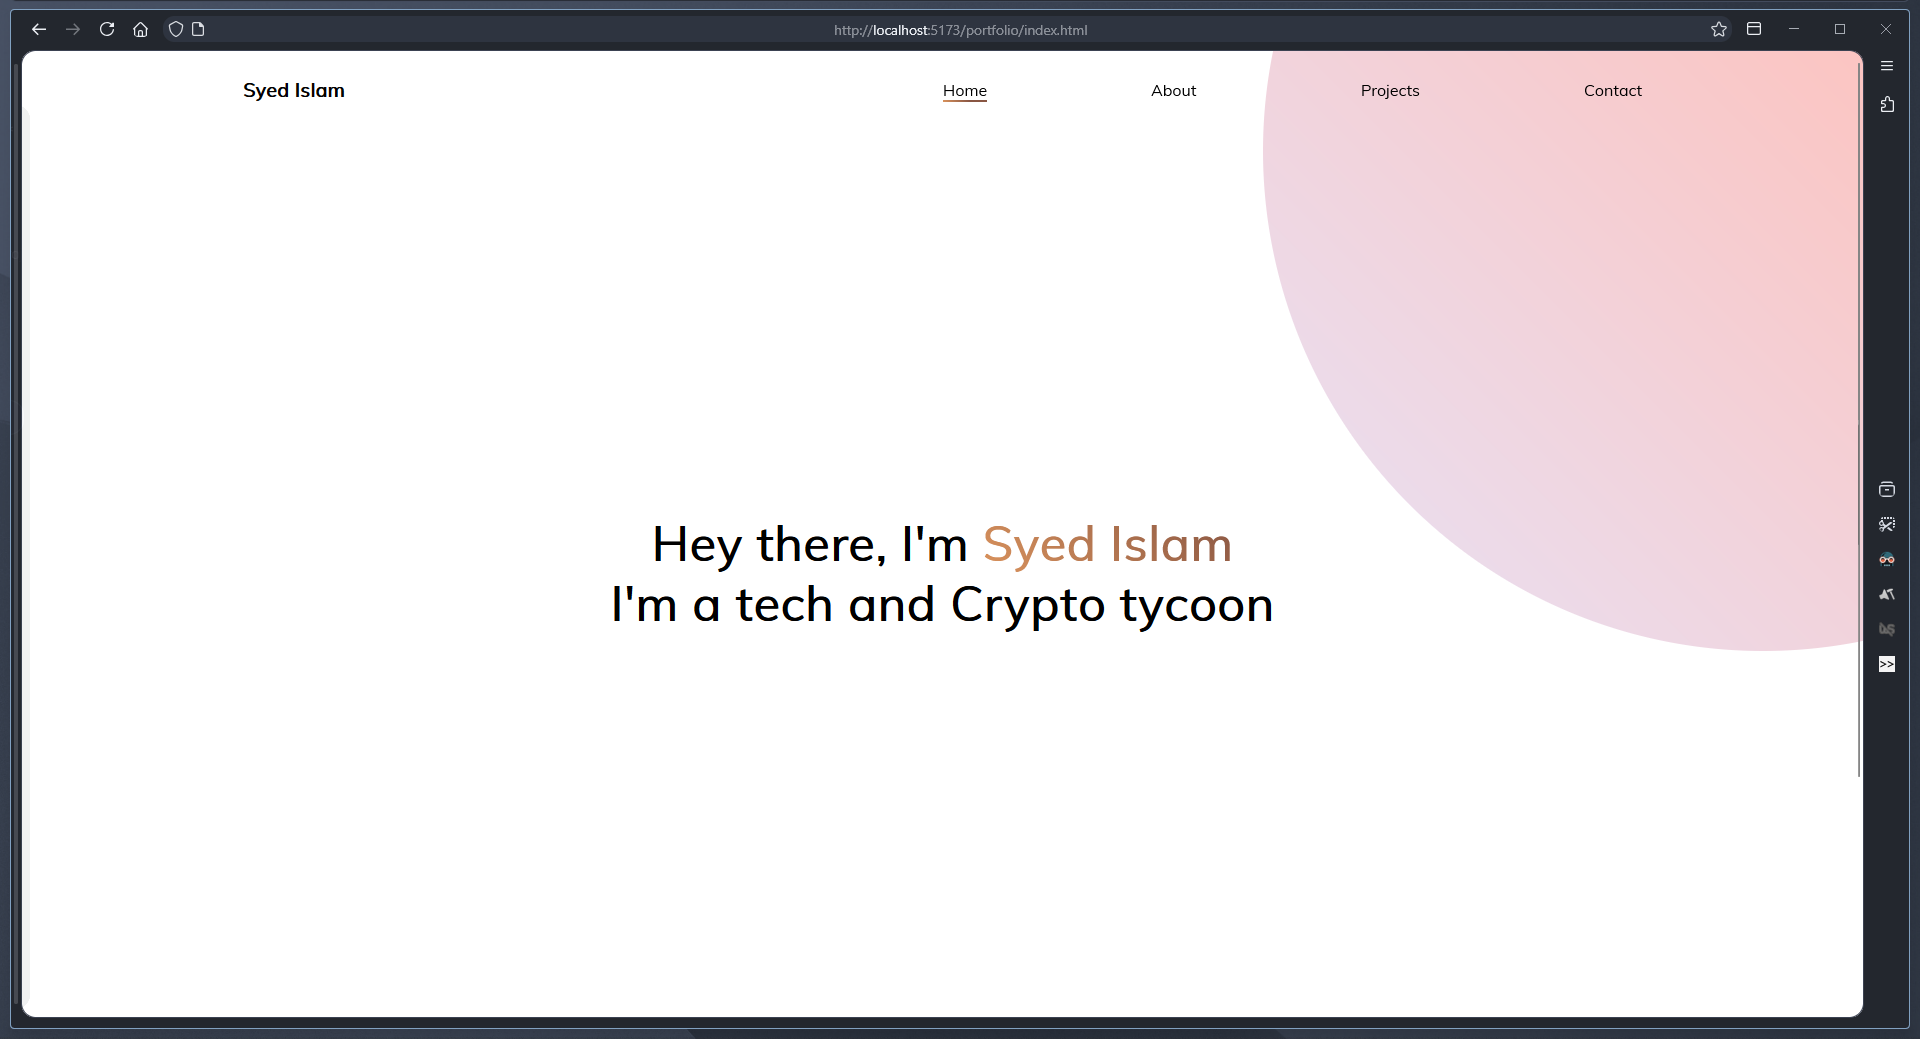 http://localhost:5173/portfolio/index.html
Syed Islam
Home
About
Projects
Contact
Hey there, I'm Syed Islam
I'm a tech and Crypto tycoon
>>